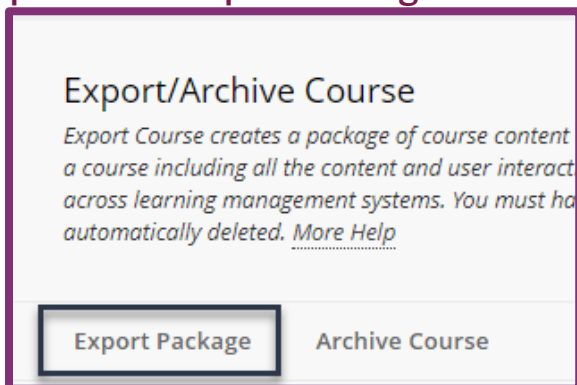 Export/Archive Course
Export Course creates a package of course content
a course including all the content and user interact
across learning management systems. You must ha
automatically deleted. More Help
Export Package Archive Course